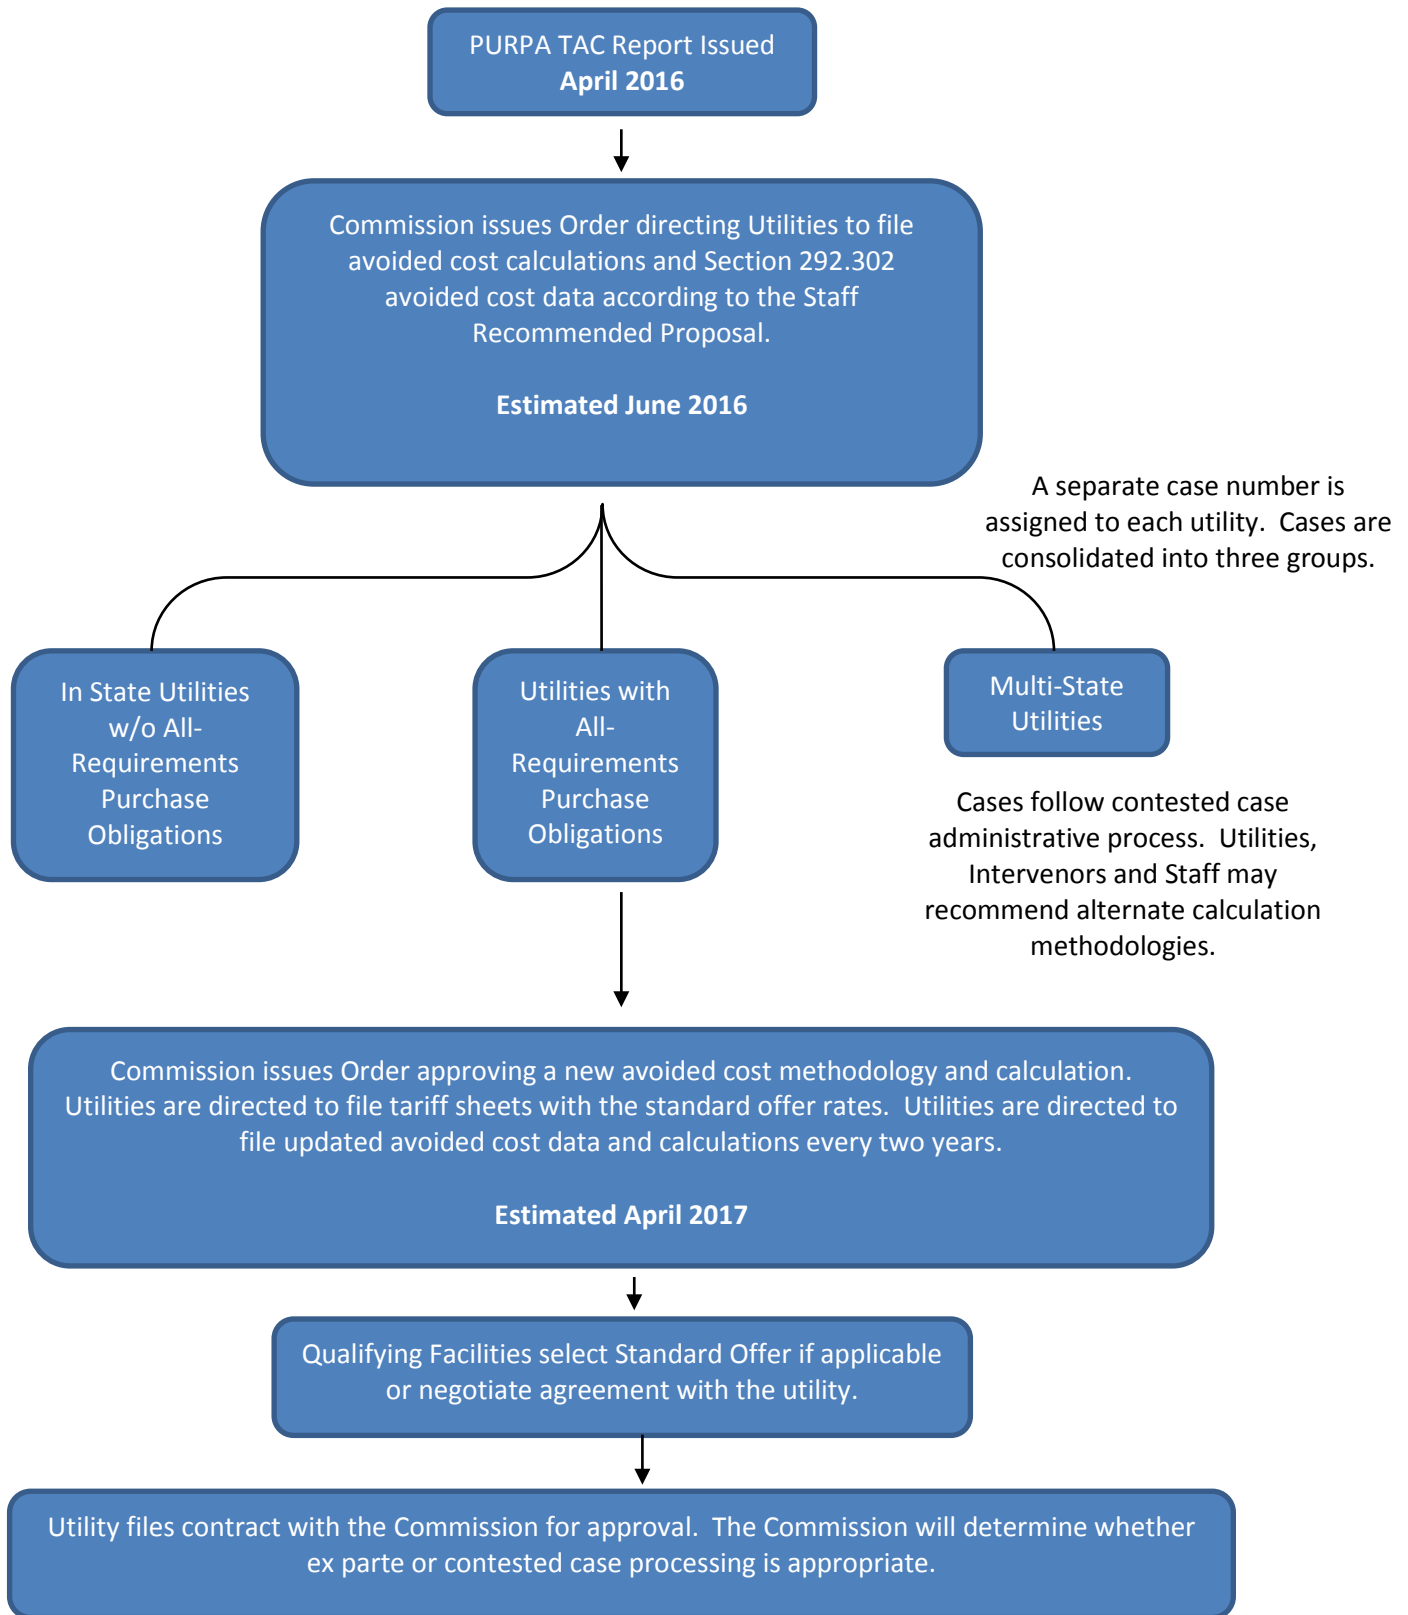 PURPA TAC Report Issued
April 2016
Commission issues Order directing Utilities to file
avoided cost calculations and Section 292.302
avoided cost data according to the Staff
Recommended Proposal.
Estimated June 2016
A separate case number is
assigned to each utility.  Cases are
consolidated into three groups.
In State Utilities
w/o All-
Requirements
Purchase
Obligations
Utilities with
All-
Requirements
Purchase
Obligations
Multi-State
Utilities
Cases follow contested case
administrative process.  Utilities,
Intervenors and Staff may
recommend alternate calculation
methodologies.
Commission issues Order approving a new avoided cost methodology and calculation.
Utilities are directed to file tariff sheets with the standard offer rates.  Utilities are directed to
file updated avoided cost data and calculations every two years.
Estimated April 2017
Qualifying Facilities select Standard Offer if applicable
or negotiate agreement with the utility.
Utility files contract with the Commission for approval.  The Commission will determine whether
ex parte or contested case processing is appropriate.